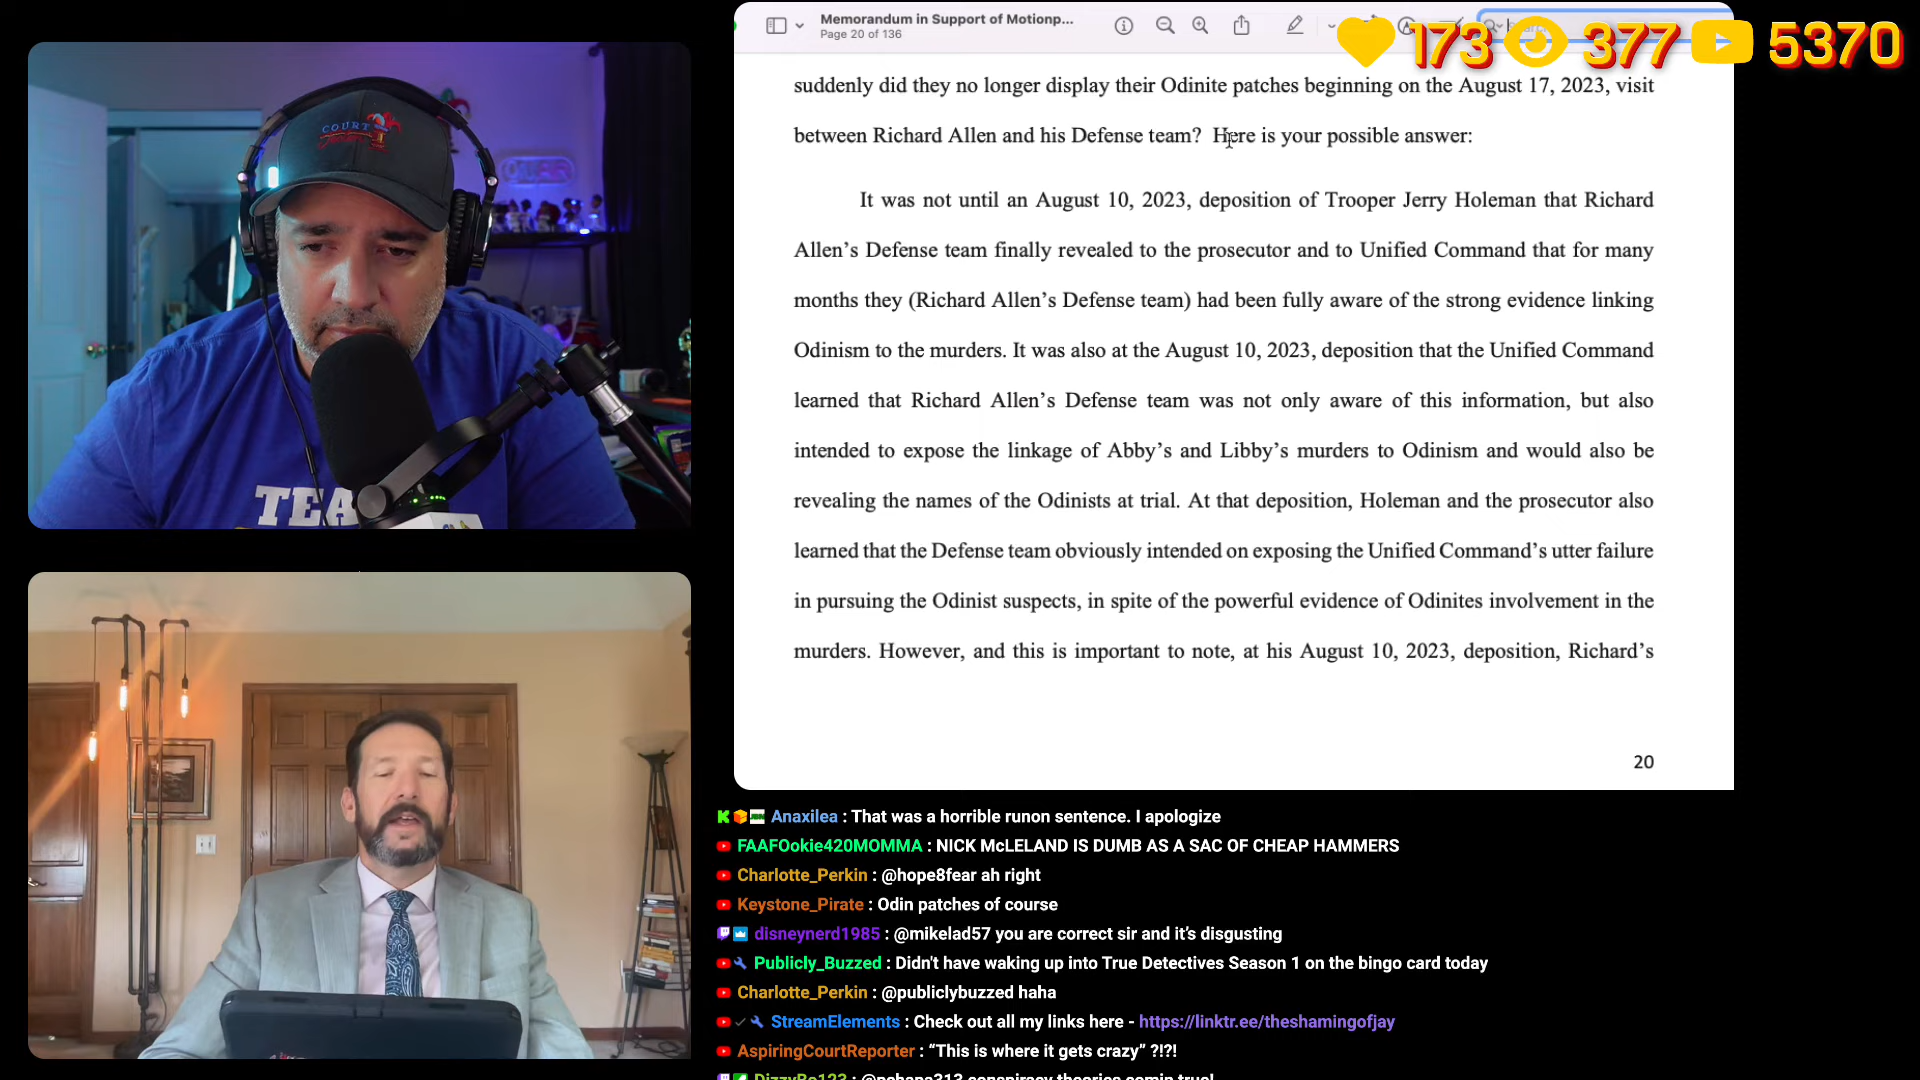 Memorandum in Support of Motionp...
Page 20 of 136
173
377
5370
suddenly did they no longer display their Odinite patches beginning on the August 17, 2023, visit
between Richard Allen and his Defense team? Here is your possible answer:
It was not until an August 10, 2023, deposition of Trooper Jerry Holeman that Richard
Allen's Defense team finally revealed to the prosecutor and to Unified Command that for many
months they (Richard Allen's Defense team) had been fully aware of the strong evidence linking
Odinism to the murders. It was also at the August 10, 2023, deposition that the Unified Command
learned that Richard Allen's Defense team was not only aware of this information, but also
intended to expose the linkage of Abby's and Libby's murders to Odinism and would also be
revealing the names of the Odinists at trial. At that deposition, Holeman and the prosecutor also
learned that the Defense team obviously intended on exposing the Unified Command's utter failure
in pursuing the Odinist suspects, in spite of the powerful evidence of Odinites involvement in the
murders. However, and this is important to note, at his August 10, 2023, deposition, Richard's
20
COURT
TEA
Anaxilea : That was a horrible runon sentence. I apologize
FAAFOokie420MOMMA : NICK McLELAND IS DUMB AS A SAC OF CHEAP HAMMERS
Charlotte_Perkin : @hope8fear ah right
Keystone_Pirate : Odin patches of course
disneynerd1985 : @mikelad57 you are correct sir and it's disgusting
Publicly_Buzzed : Didn't have waking up into True Detectives Season 1 on the bingo card today
Charlotte_Perkin : @publiclybuzzed haha
StreamElements : Check out all my links here - https://linktr.ee/theshamingofjay
AspiringCourtReporter : “This is where it gets crazy” ?!?!